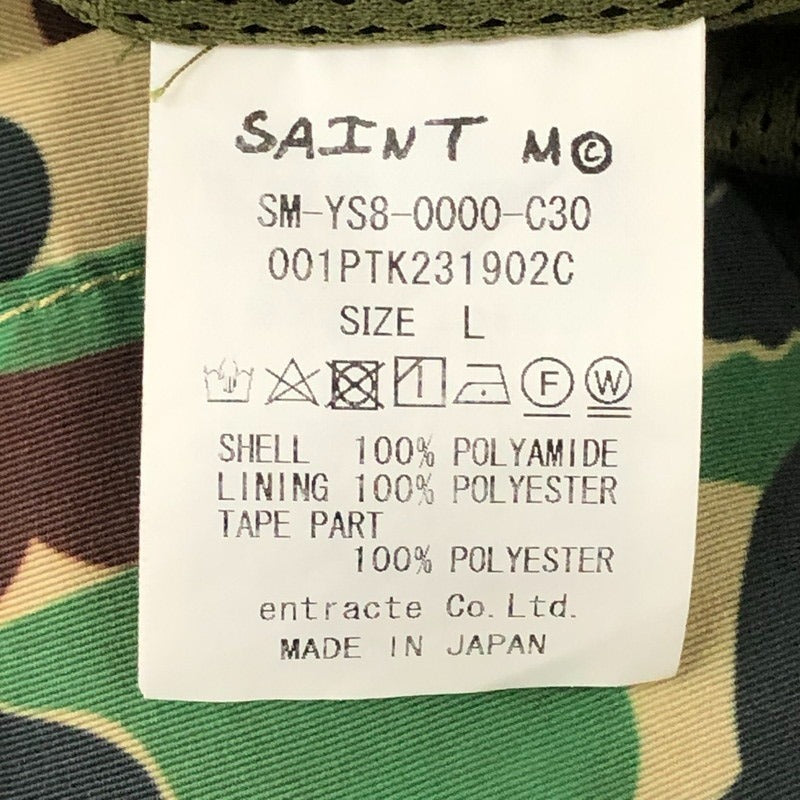 SAINT M©
SM-YS8-0000-C30
001PTK231902C
SIZE L
1 F W
SHELL 100% POLYAMIDE
LINING 100% POLYESTER
TAPE PART
100% POLYESTER
entracte Co.Ltd.
MADE IN JAPAN